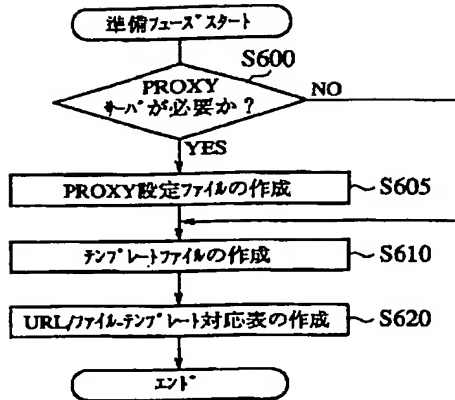 準備フェーズスタート
S600
PROXY
サーバが必要か?
NO
YES
PROXY設定ファイルの作成
S605
テンプレートファイルの作成
S610
URL/ファイル-テンプレート対応表の作成
S620
エンド